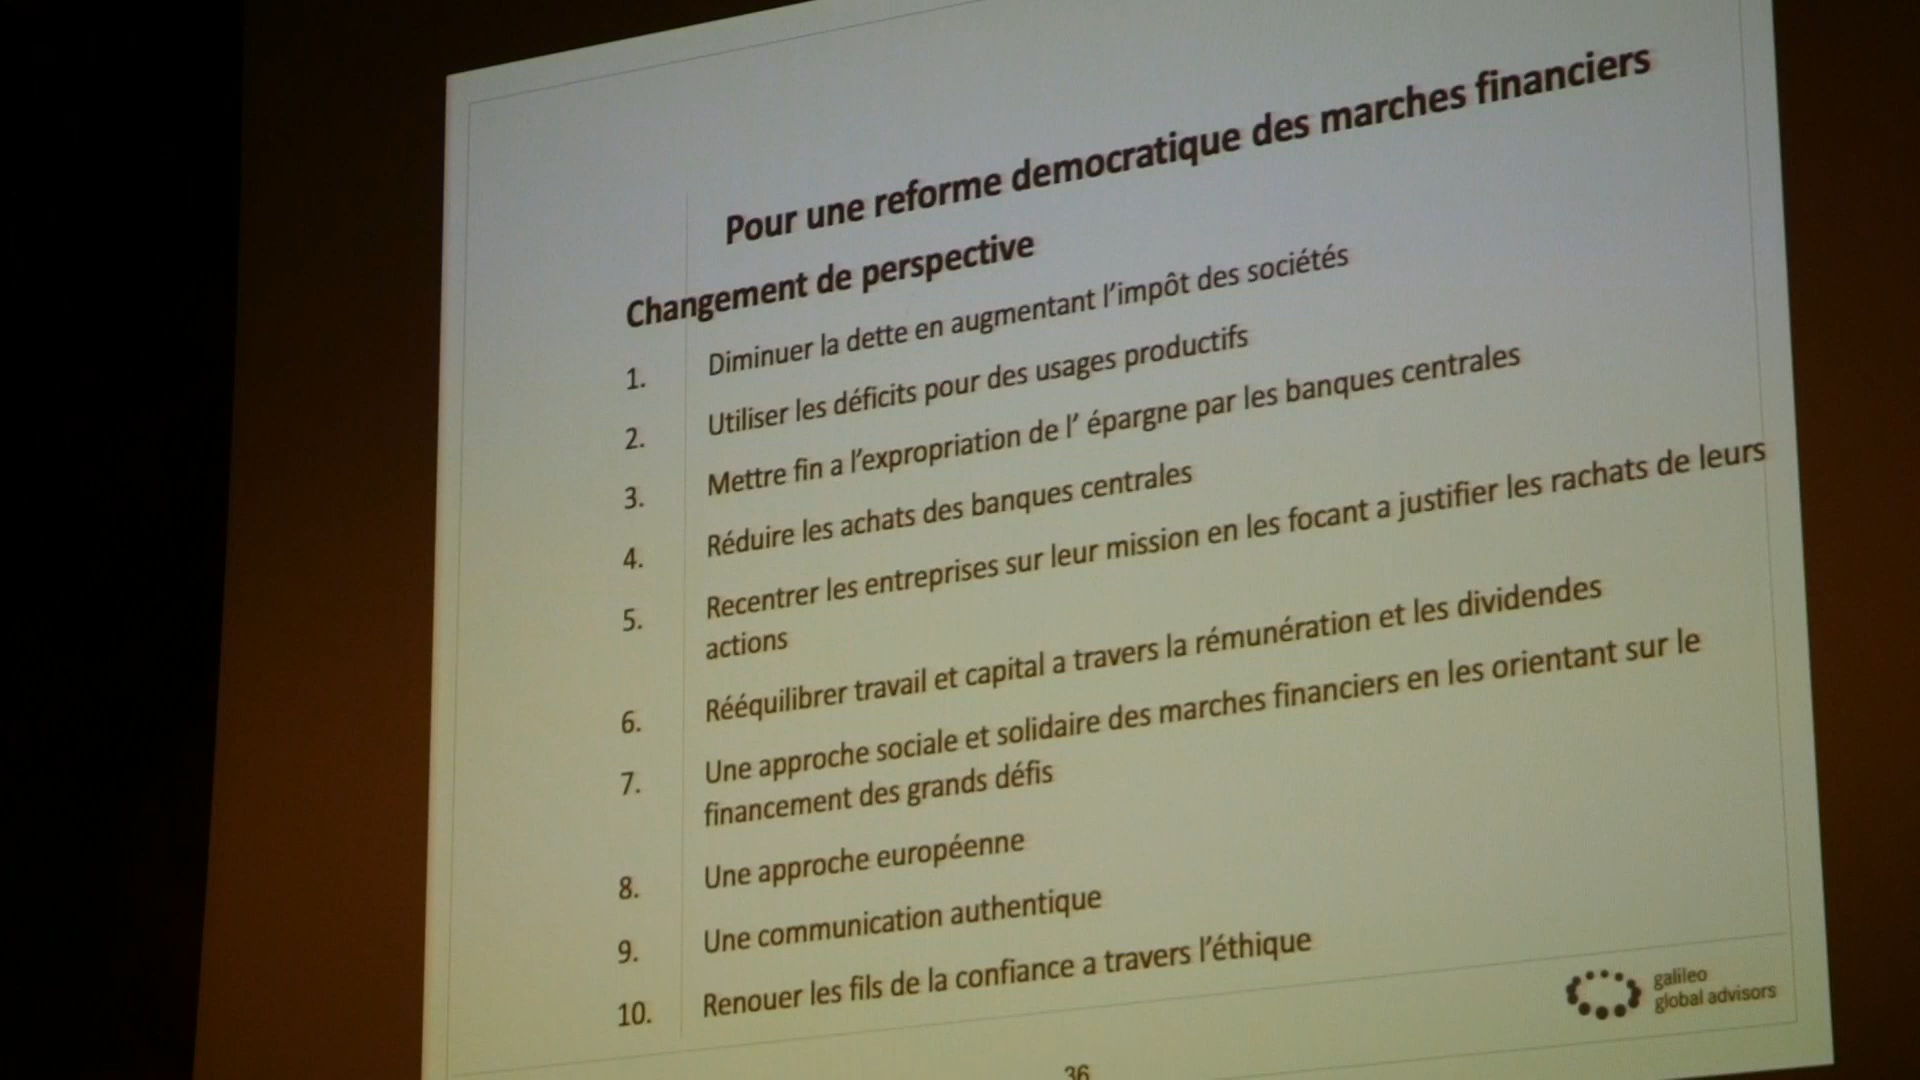 Pour une reforme democratique des marches financiers
Changement de perspective
1. Diminuer la dette en augmentant l’impôt des sociétés
2. Utiliser les déficits pour des usages productifs
3. Mettre fin a l’expropriation de l’ épargne par les banques centrales
4. Réduire les achats des banques centrales
5. Recentrer les entreprises sur leur mission en les focant a justifier les rachats de leurs
actions
6. Rééquilibrer travail et capital a travers la rémunération et les dividendes
7. Une approche sociale et solidaire des marches financiers en les orientant sur le
financement des grands défis
8. Une approche européenne
9. Une communication authentique
10. Renouer les fils de la confiance a travers l’éthique
galileo
global advisors
36